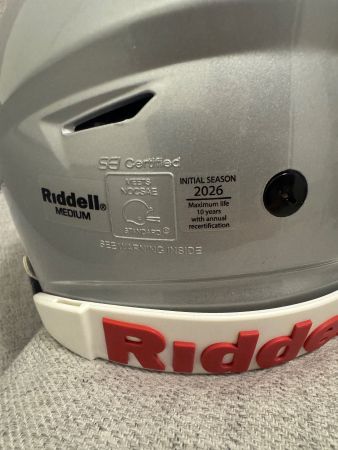 SEI Certified
MEETS
NOCSAE
STANDARD
SEE WARNING INSIDE
Riddell®
MEDIUM
INITIAL SEASON
2026
Maximum life
10 years
with annual
recertification
Ridde